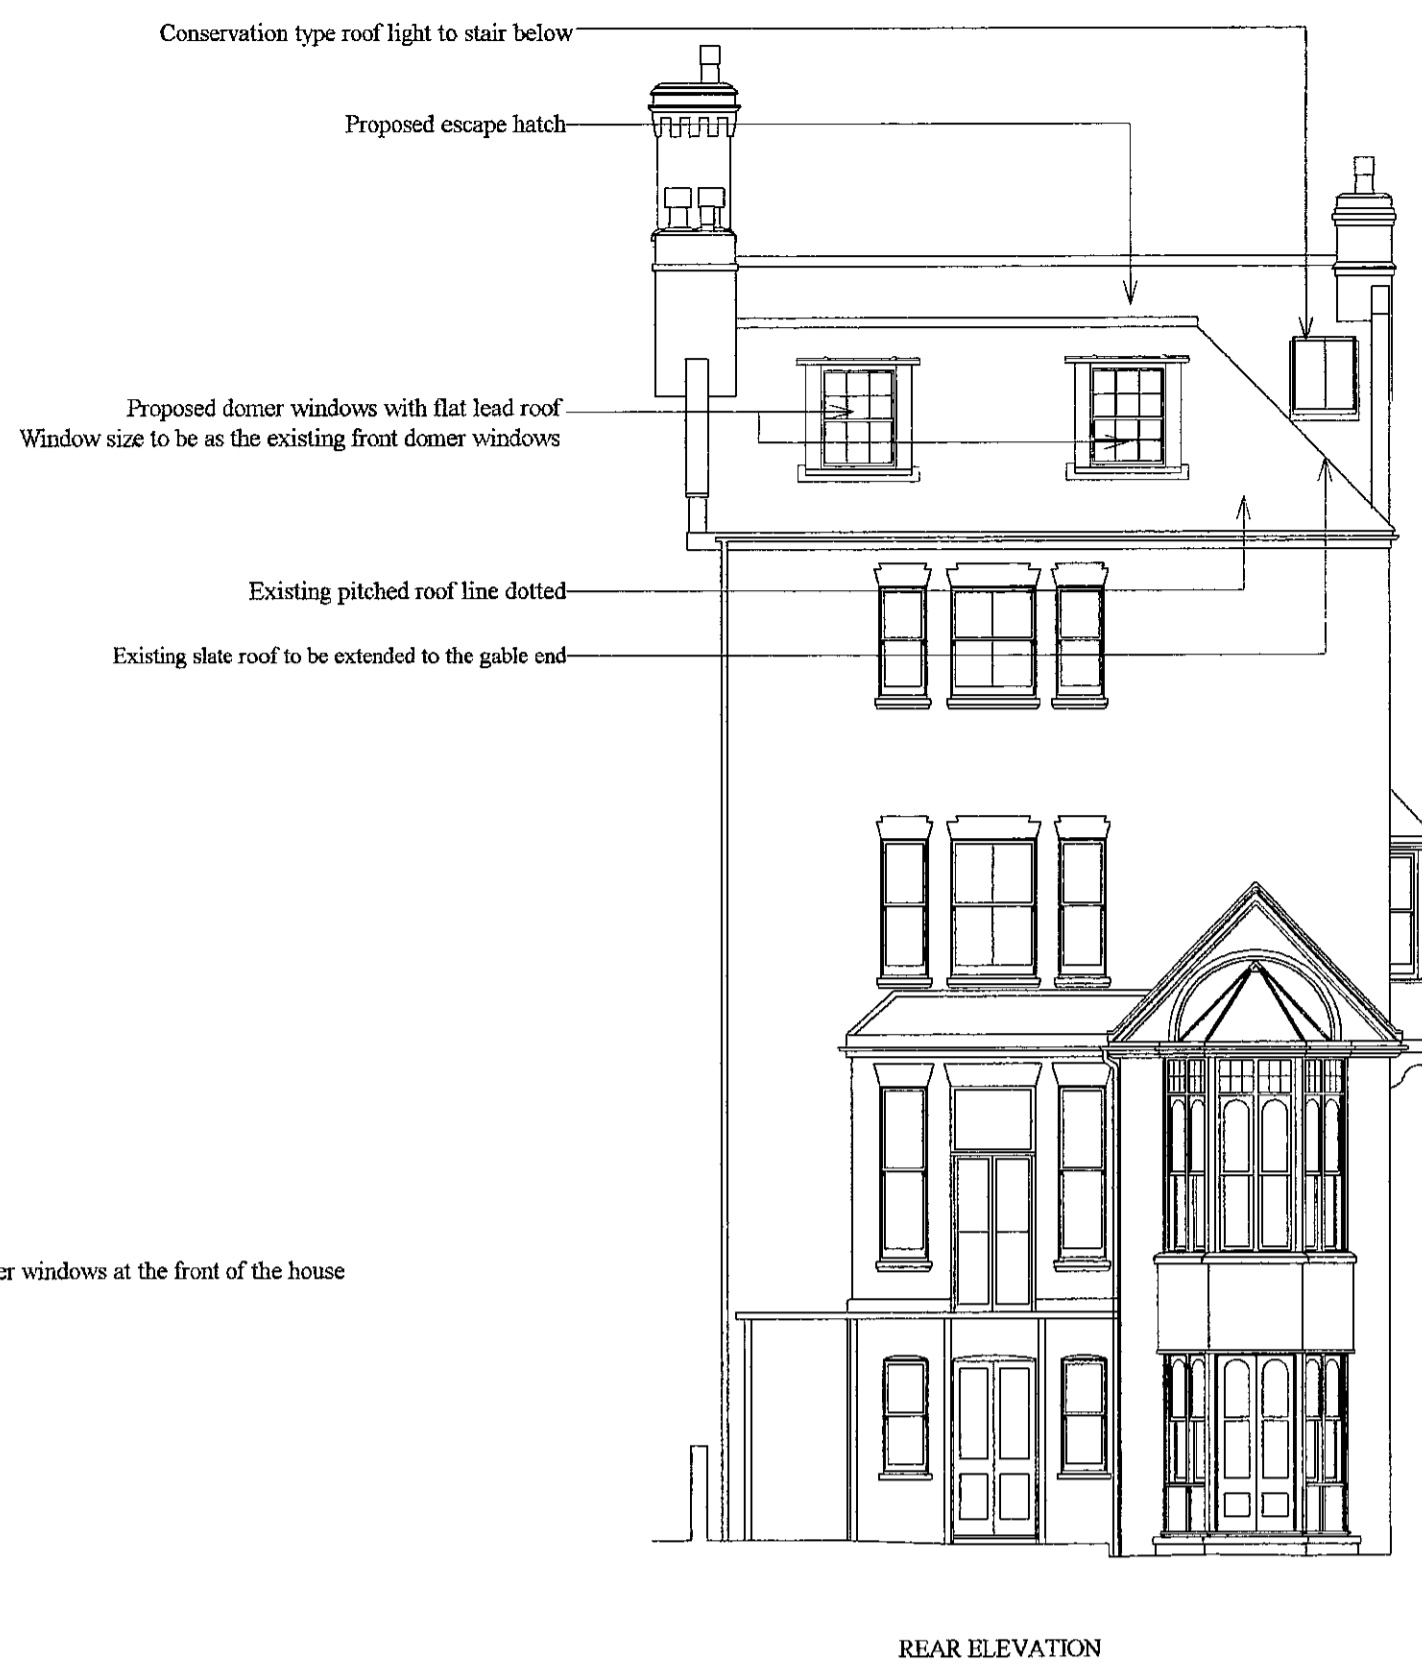 Conservation type roof light to stair below
Proposed escape hatch
Proposed domer windows with flat lead roof
Window size to be as the existing front domer windows
Existing pitched roof line dotted
Existing slate roof to be extended to the gable end
er windows at the front of the house
REAR ELEVATION